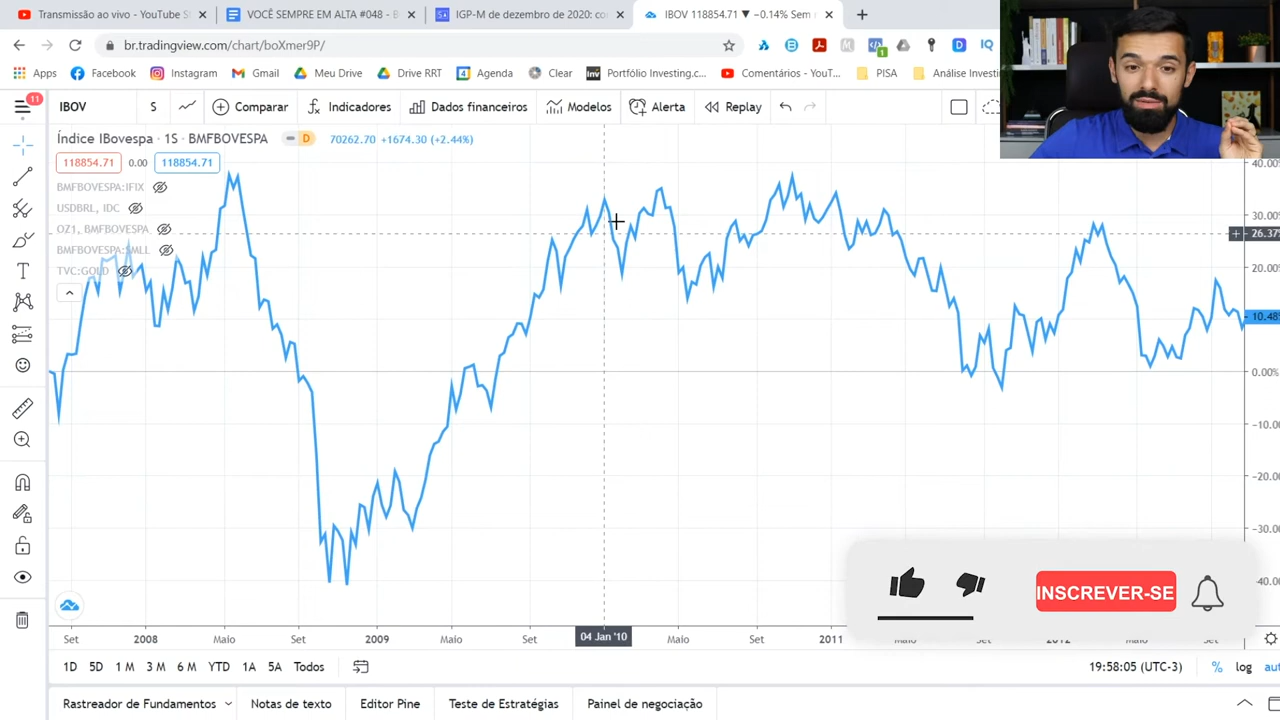 Transmissão ao vivo - YouTube S
VOCÊ SEMPRE EM ALTA #048 - B
IGP-M de dezembro de 2020: co
IBOV 118854.71 ▼ −0.14% Sem
br.tradingview.com/chart/boXmer9P/
Apps
Facebook
Instagram
Gmail
Meu Drive
Drive RRT
Agenda
Clear
Portfólio Investing.c...
Comentários - YouT...
PISA
Análise Investi
11
IBOV
Comparar
Indicadores
Dados financeiros
Modelos
Alerta
Replay
Índice IBovespa · 1S · BMFBOVESPA
D
70262.70 +1674.30 (+2.44%)
118854.71
0.00
118854.71
BMFBOVESPA:IFIX
USDBRL, IDC
OZ1, BMFBOVESPA
BMFBOVESPA:SMLL
TVC:GOLD
40.00%
30.00%
26.37%
20.00%
10.48%
0.00%
−10.00
−20.00
−30.00
−40.00
INSCREVER-SE
Set
2008
Maio
Set
2009
Maio
Set
04 Jan '10
Maio
Set
2011
Maio
Set
2012
Maio
Set
1D
5D
1 M
3 M
6 M
YTD
1A
5A
Todos
19:58:05 (UTC-3)
%
log
aut
Rastreador de Fundamentos
Notas de texto
Editor Pine
Teste de Estratégias
Painel de negociação